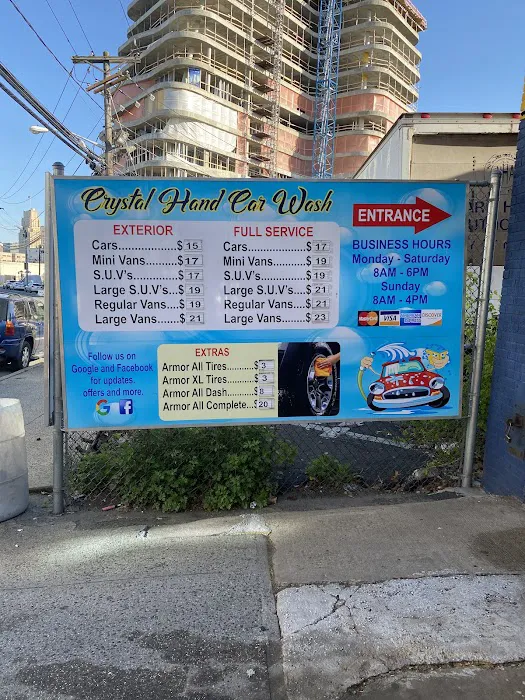 Crystal Hand Car Wash
EXTERIOR
Cars....................$ 15
Mini Vans...........$ 17
S.U.V's................$ 17
Large S.U.V's.....$ 19
Regular Vans.....$ 19
Large Vans........$ 21
FULL SERVICE
Cars....................$ 17
Mini Vans...........$ 19
S.U.V's................$ 19
Large S.U.V's.....$ 21
Regular Vans.....$ 21
Large Vans........$ 23
ENTRANCE
BUSINESS HOURS
Monday - Saturday
8AM - 6PM
Sunday
8AM - 4PM
MasterCard VISA DISCOVER
Follow us on
Google and Facebook
for updates,
offers and more.
G f
EXTRAS
Armor All Tires............$ 3
Armor XL Tires...........$ 3
Armor All Dash...........$ 8
Armor All Complete...$ 20